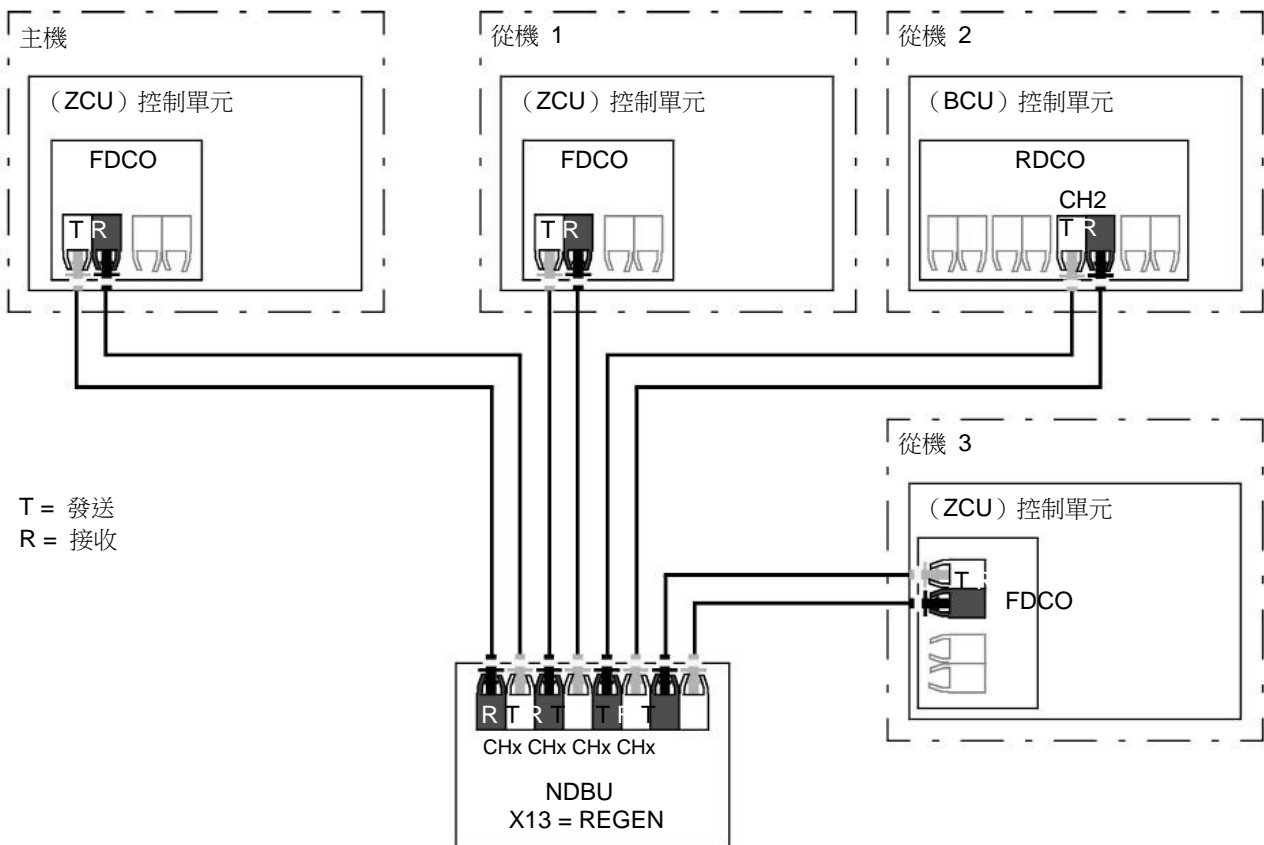 主機
（ZCU）控制單元
FDCO
T R
從機 1
（ZCU）控制單元
FDCO
T R
從機 2
（BCU）控制單元
RDCO
CH2
T R
T = 發送
R = 接收
從機 3
（ZCU）控制單元
T R
FDCO
R T R T T R T
CHx CHx CHx CHx
NDBU
X13 = REGEN